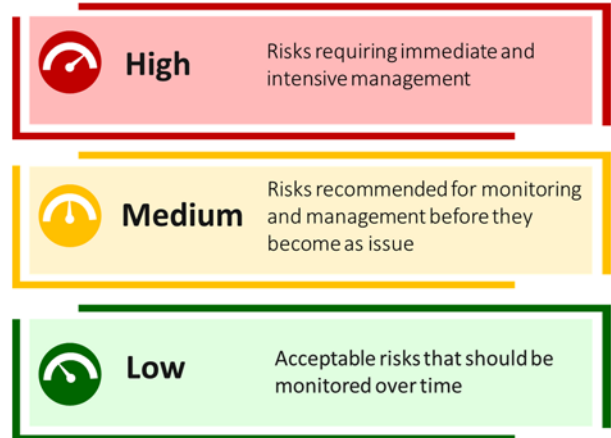 High
Risks requiring immediate and
intensive management
Medium
Risks recommended for monitoring
and management before they
become as issue
Low
Acceptable risks that should be
monitored over time